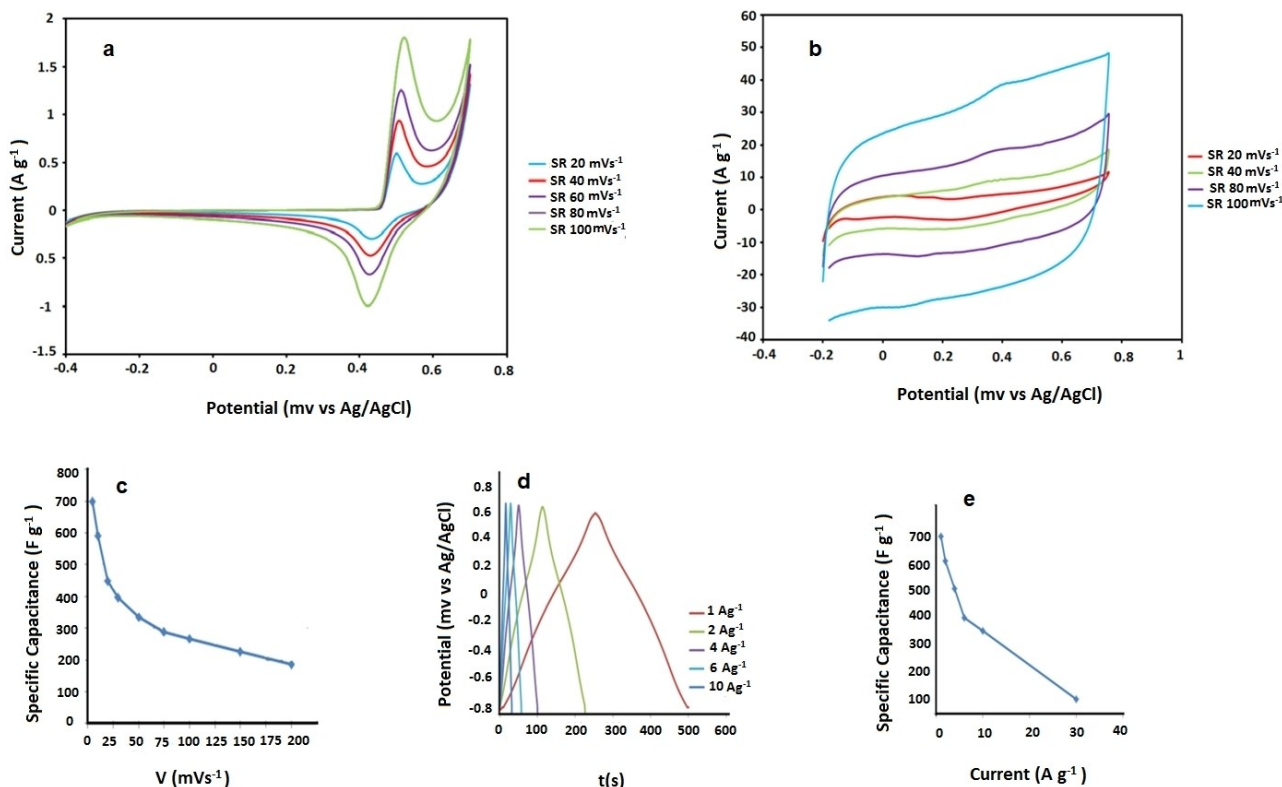 a
2
1.5
1
0.5
0
0.5
-1
-1.5
-0.4 -0.2 0 0.2 0.4 0.6 0.8
Current (A g-1)
Potential (mv vs Ag/AgCl)
SR 20 mVs-1
SR 40 mVs-1
SR 60 mVs-1
SR 80 mVs-1
SR 100mVs-1
b
60
50
40
30
20
10
0
-10
-20
-30
-40
-0.4 -0.2 0 0.2 0.4 0.6 0.8 1
Current (A g-1)
Potential (mv vs Ag/AgCl)
SR 20 mVs-1
SR 40 mVs-1
SR 80 mVs-1
SR 100 mVs-1
c
800
700
600
500
400
300
200
100
0
0 25 50 75 100 125 150 175 200
Specific Capacitance (F g-1)
V (mVs-1)
d
0.8
0.6
0.4
0.2
0
-0.2
-0.4
-0.6
-0.8
0 100 200 300 400 500 600
Potential (mv vs Ag/AgCl)
t(s)
1 Ag-1
2 Ag-1
4 Ag-1
6 Ag-1
10 Ag-1
e
700
600
500
400
300
200
100
0 10 20 30 40
Specific Capacitance (F g-1)
Current (A g-1)